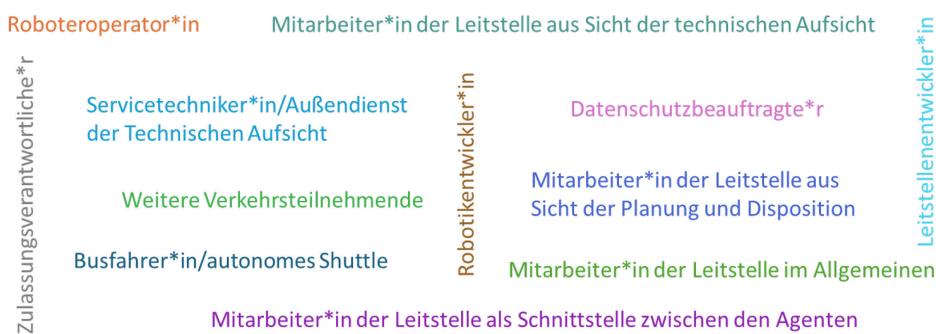 Roboteroperator*in
Mitarbeiter*in der Leitstelle aus Sicht der technischen Aufsicht
Zulassungsverantwortliche*r
Servicetechniker*in/Außendienst
der Technischen Aufsicht
Robotikentwickler*in
Datenschutzbeauftragte*r
Leitstellenentwickler*in
Weitere Verkehrsteilnehmende
Mitarbeiter*in der Leitstelle aus
Sicht der Planung und Disposition
Busfahrer*in/autonomes Shuttle
Mitarbeiter*in der Leitstelle im Allgemeinen
Mitarbeiter*in der Leitstelle als Schnittstelle zwischen den Agenten